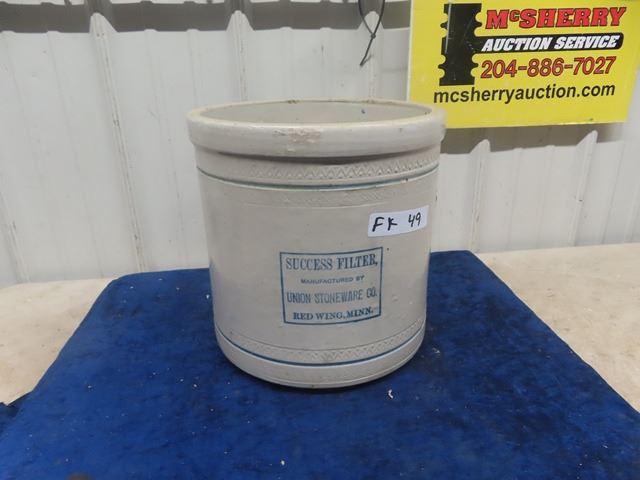 McSHERRY
AUCTION SERVICE
204-886-7027
mcsherryauction.com
FK 49
SUCCESS FILTER,
MANUFACTURED BY
UNION STONEWARE CO.
RED WING, MINN.